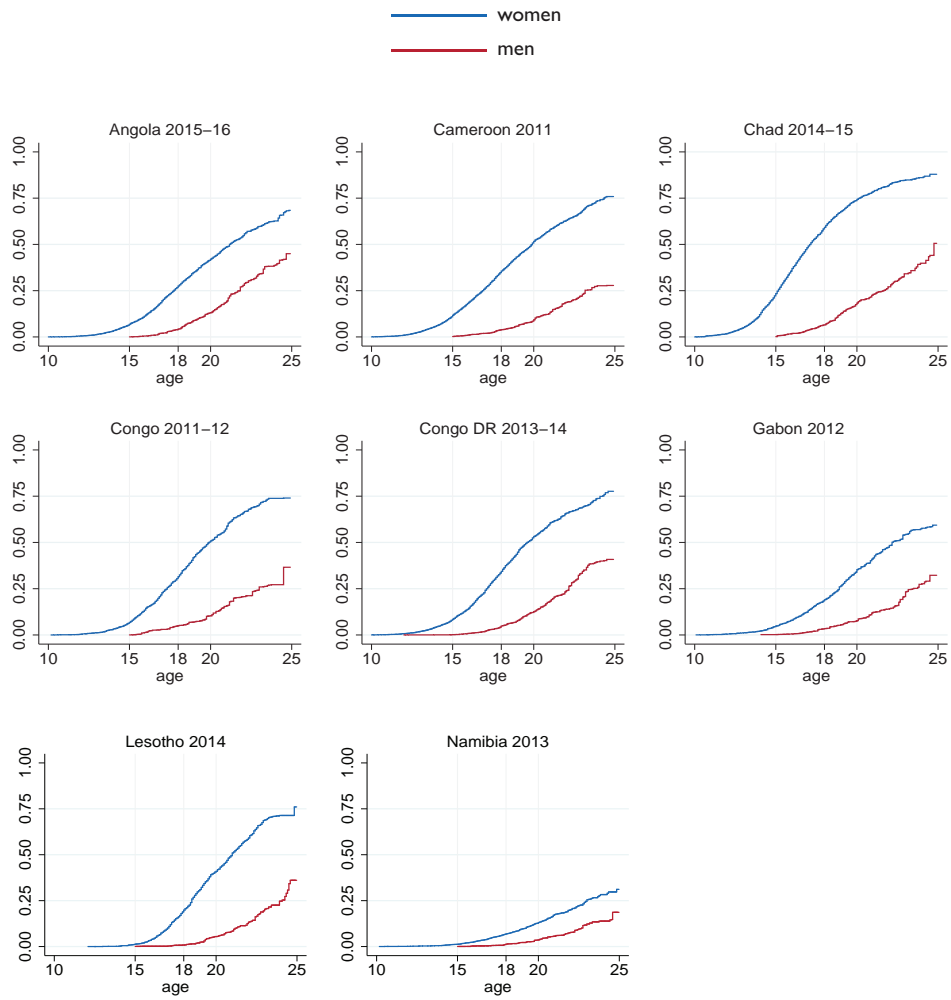 women
men
Angola 2015–16
0.00 0.25 0.50 0.75 1.00
10 15 18 20 25
age
Cameroon 2011
0.00 0.25 0.50 0.75 1.00
10 15 18 20 25
age
Chad 2014–15
0.00 0.25 0.50 0.75 1.00
10 15 18 20 25
age
Congo 2011–12
0.00 0.25 0.50 0.75 1.00
10 15 18 20 25
age
Congo DR 2013–14
0.00 0.25 0.50 0.75 1.00
10 15 18 20 25
age
Gabon 2012
0.00 0.25 0.50 0.75 1.00
10 15 18 20 25
age
Lesotho 2014
0.00 0.25 0.50 0.75 1.00
10 15 18 20 25
age
Namibia 2013
0.00 0.25 0.50 0.75 1.00
10 15 18 20 25
age